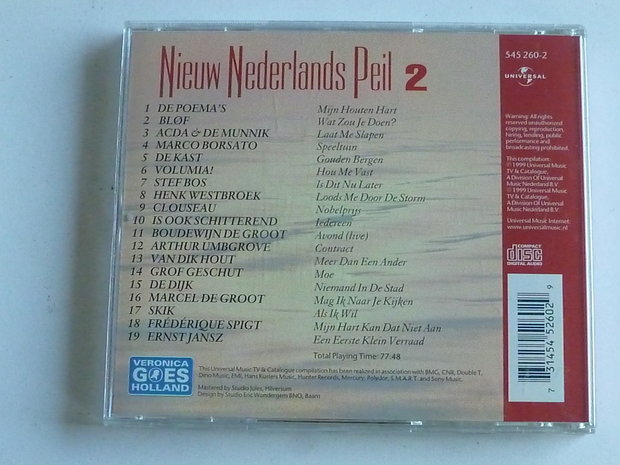 Nieuw Nederlands Peil 2
1 DE POEMA'S Mijn Houten Hart
2 BLØF Wat Zou Je Doen?
3 ACDA & DE MUNNIK Laat Me Slapen
4 MARCO BORSATO Speeltuin
5 DE KAST Gouden Bergen
6 VOLUMIA! Hou Me Vast
7 STEF BOS Is Dit Nu Later
8 HENK WESTBROEK Loods Me Door De Storm
9 CLOUSEAU Nobelprijs
10 IS OOK SCHITTEREND Iedereen
11 BOUDEWIJN DE GROOT Avond (live)
12 ARTHUR UMBGROVE Contract
13 VAN DIK HOUT Meer Dan Een Ander
14 GROF GESCHUT Moe
15 DE DIJK Niemand In De Stad
16 MARCEL DE GROOT Mag Ik Naar Je Kijken
17 SKIK Als Ik Wil
18 FRÉDÉRIQUE SPIGT Mijn Hart Kan Dat Niet Aan
19 ERNST JANSZ Een Eerste Klein Verraad
Total Playing Time: 77:48
VERONICA
GOES
HOLLAND
This Universal Music TV & Catalogue compilation has been realized in association with BMG, CNR, Double T,
Dino Music, EMI, Hans Kusters Music, Hunter Records, Mercury, Polydor, S.M.A.R.T. and Sony Music.
Mastered by Studio Jules, Hilversum
Design by Studio Eric Wondergem BNO, Baarn
545 260-2
UNIVERSAL
Warning: All rights
reserved unauthorized
copying, reproduction,
hiring, lending, public
performance and
broadcasting prohibited.
This compilation:
℗ 1999 Universal Music
TV & Catalogue,
A Division Of Universal
Music Nederland B.V.
© 1999 Universal Music
TV & Catalogue,
A Division Of Universal
Music Nederland B.V.
Universal Music Internet:
www.universalmusic.nl
COMPACT
disc
DIGITAL AUDIO
7 31454 52602 9